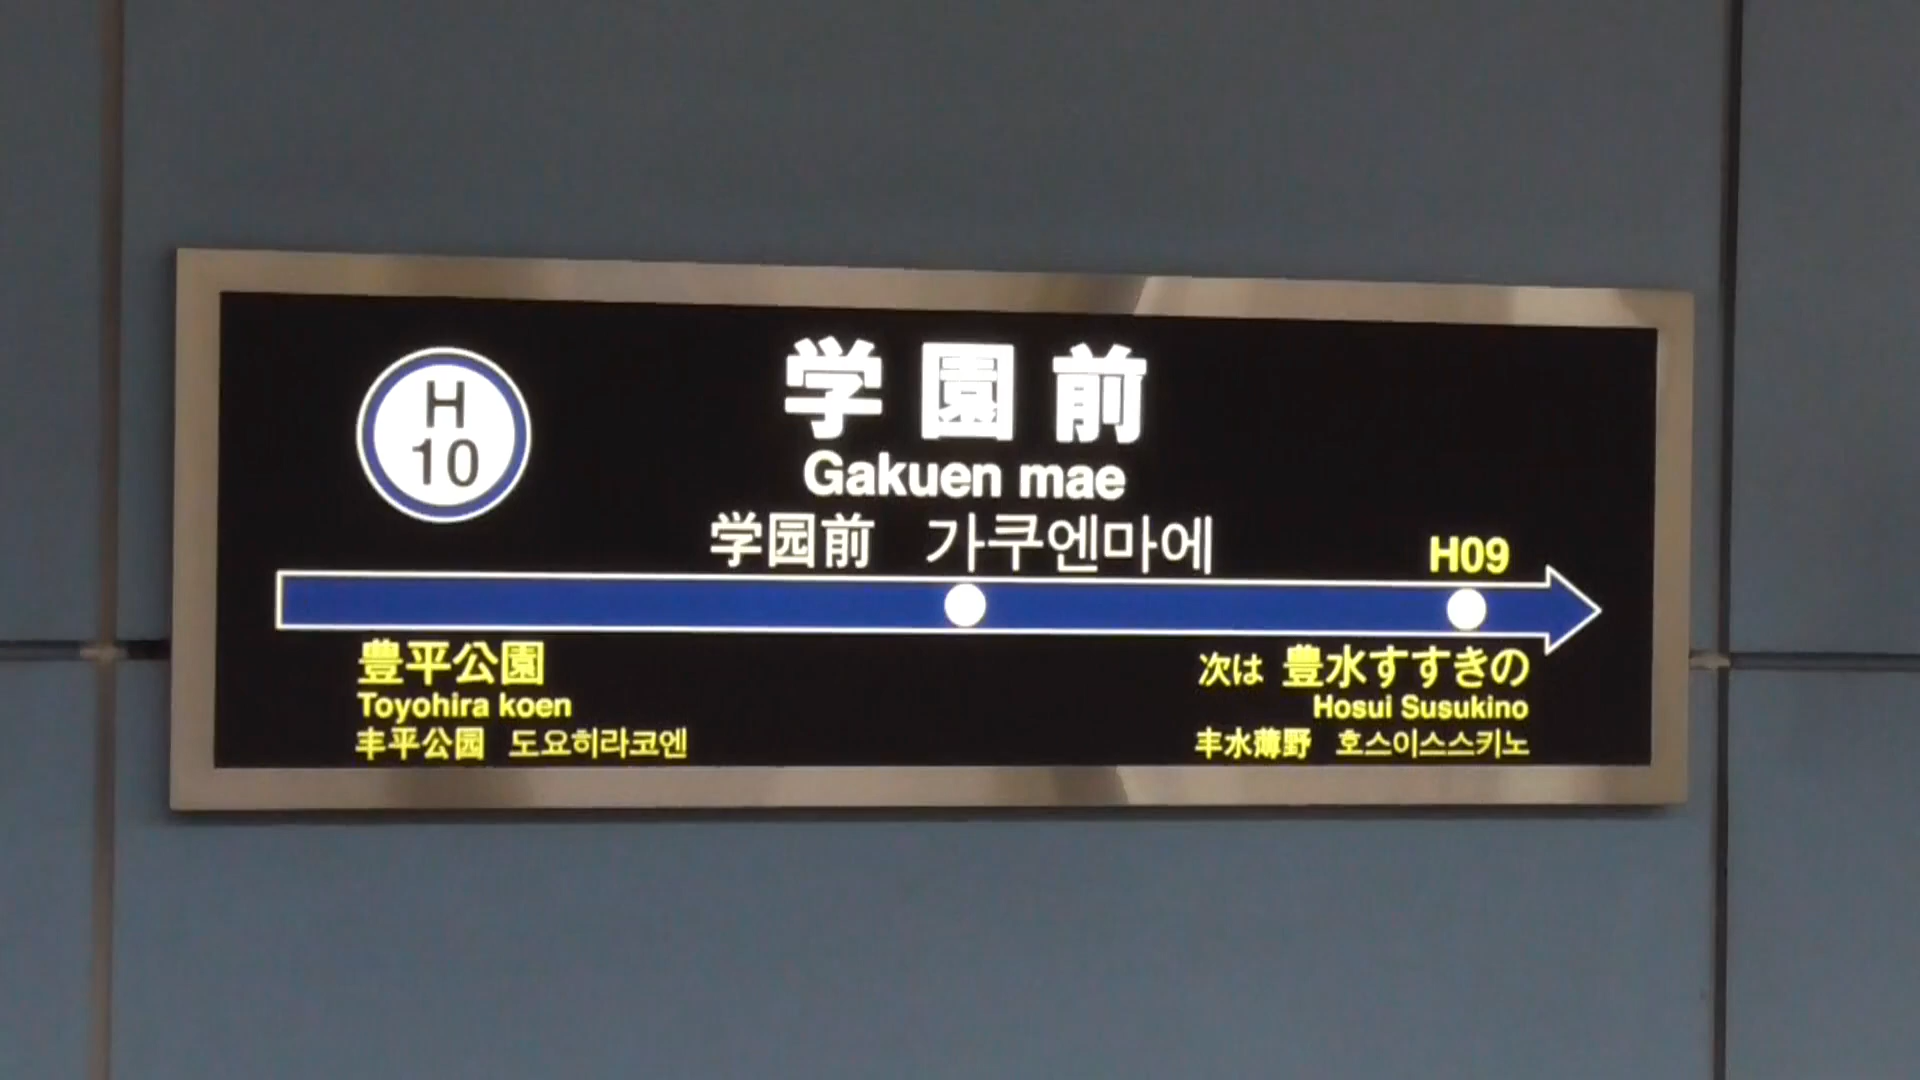 H
10
学園前
Gakuen mae
学园前 가쿠엔마에
H09
豊平公園
Toyohira koen
丰平公园 도요히라코엔
次は 豊水すすきの
Hosui Susukino
丰水薄野 호스이스스키노